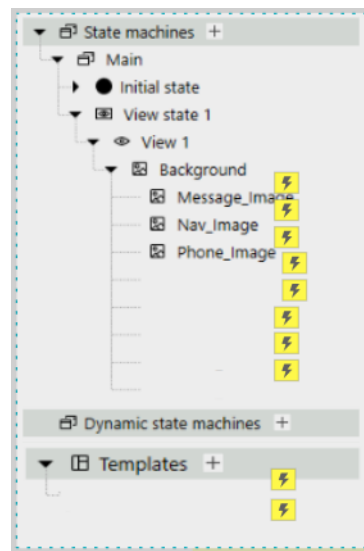 State machines +
Main
Initial state
View state 1
View 1
Background
Message_Image
Nav_Image
Phone_Image
Dynamic state machines +
Templates +